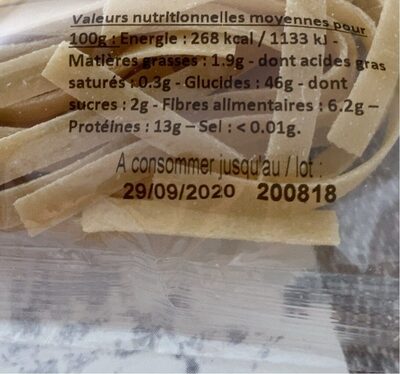 Valeurs nutritionnelles moyennes pour
100g : Energie : 268 kcal / 1133 kJ -
Matières grasses : 1.9g - dont acides gras
saturés : 0.3g - Glucides : 46g - dont
sucres : 2g - Fibres alimentaires : 6.2g –
Protéines : 13g – Sel : < 0.01g.
A consommer jusqu'au / lot :
29/09/2020 200818